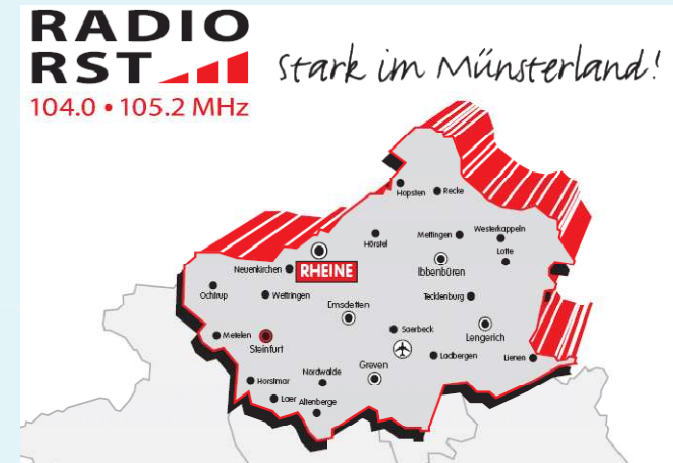 RADIO
RST
Stark im Münsterland!
104.0 • 105.2 MHz
Hopsten
Recke
Hörstel
Mettingen
Westerkappeln
Lotte
Neuenkirchen
RHEINE
Ibbenbüren
Ochtrup
Wettringen
Emsdetten
Tecklenburg
Metelen
Steinfurt
Saerbeck
Lengerich
Ladbergen
Lienen
Greven
Nordwalde
Horstmar
Laer
Altenberge